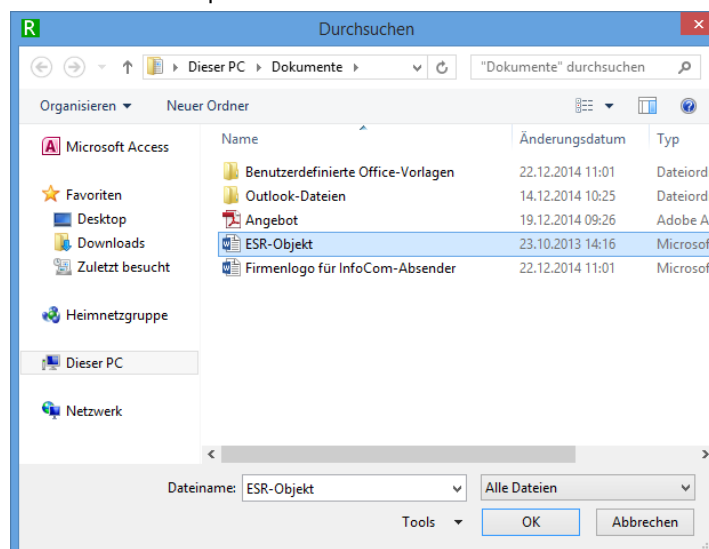 R Durchsuchen
Dieser PC Dokumente "Dokumente" durchsuchen
Organisieren Neuer Ordner
Name Änderungsdatum Typ
Microsoft Access
Favoriten
Desktop
Downloads
Zuletzt besucht
Heimnetzgruppe
Dieser PC
Netzwerk
Benutzerdefinierte Office-Vorlagen 22.12.2014 11:01 Dateiord
Outlook-Dateien 14.12.2014 10:25 Dateiord
Angebot 19.12.2014 09:26 Adobe A
ESR-Objekt 23.10.2013 14:16 Microsof
Firmenlogo für InfoCom-Absender 22.12.2014 11:01 Microsof
Dateiname: ESR-Objekt Alle Dateien
Tools OK Abbrechen